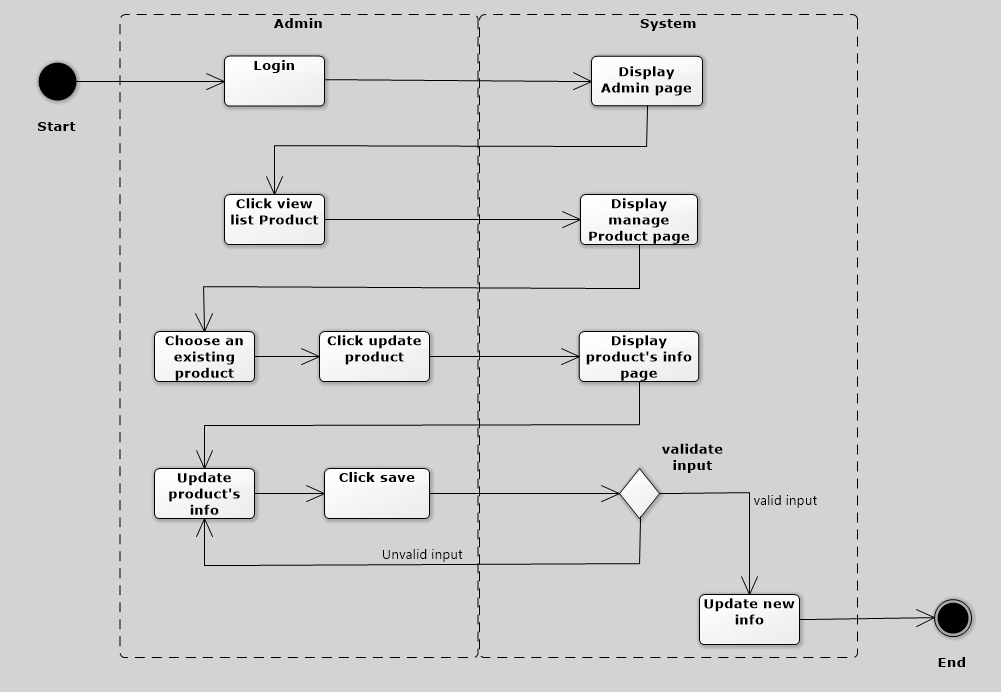 Admin
System
Login
Display
Admin page
Start
Click view
list Product
Display
manage
Product page
Choose an
existing
product
Click update
product
Display
product's info
page
validate
input
Update
product's
info
Click save
valid input
Unvalid input
Update new
info
End